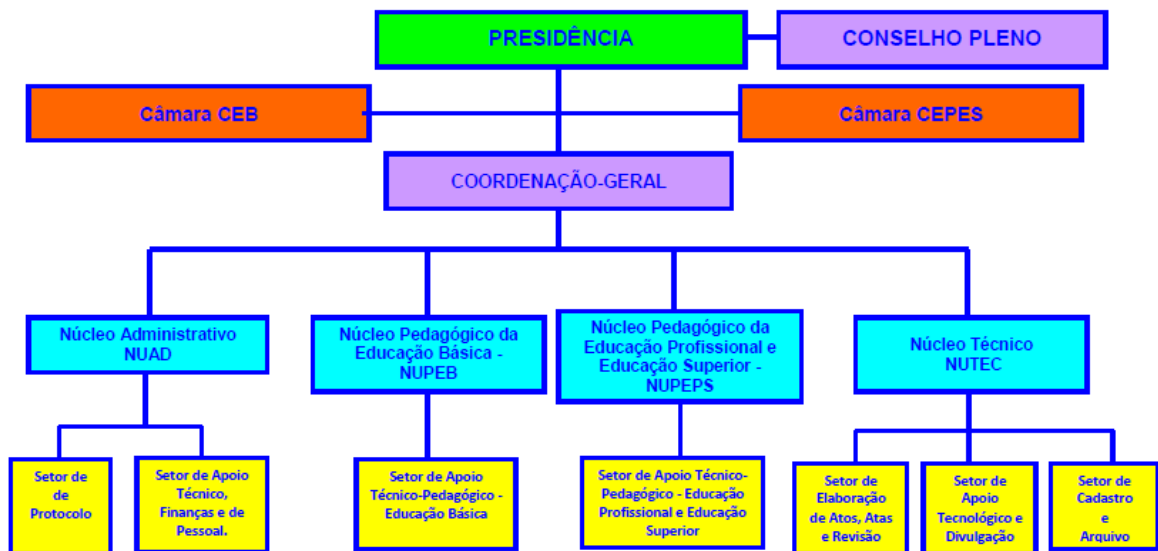 PRESIDÊNCIA
CONSELHO PLENO
Câmara CEB
Câmara CEPES
COORDENAÇÃO-GERAL
Núcleo Administrativo
NUAD
Núcleo Pedagógico da
Educação Básica -
NUPEB
Núcleo Pedagógico da
Educação Profissional e
Educação Superior -
NUPEPS
Núcleo Técnico
NUTEC
Setor de
de
Protocolo
Setor de Apoio
Técnico,
Finanças e de
Pessoal.
Setor de Apoio
Técnico-Pedagógico -
Educação Básica
Setor de Apoio Técnico-
Pedagógico - Educação
Profissional e Educação
Superior
Setor de
Elaboração
de Atos, Atas
e Revisão
Setor de
Apoio
Tecnológico e
Divulgação
Setor de
Cadastro
e
Arquivo